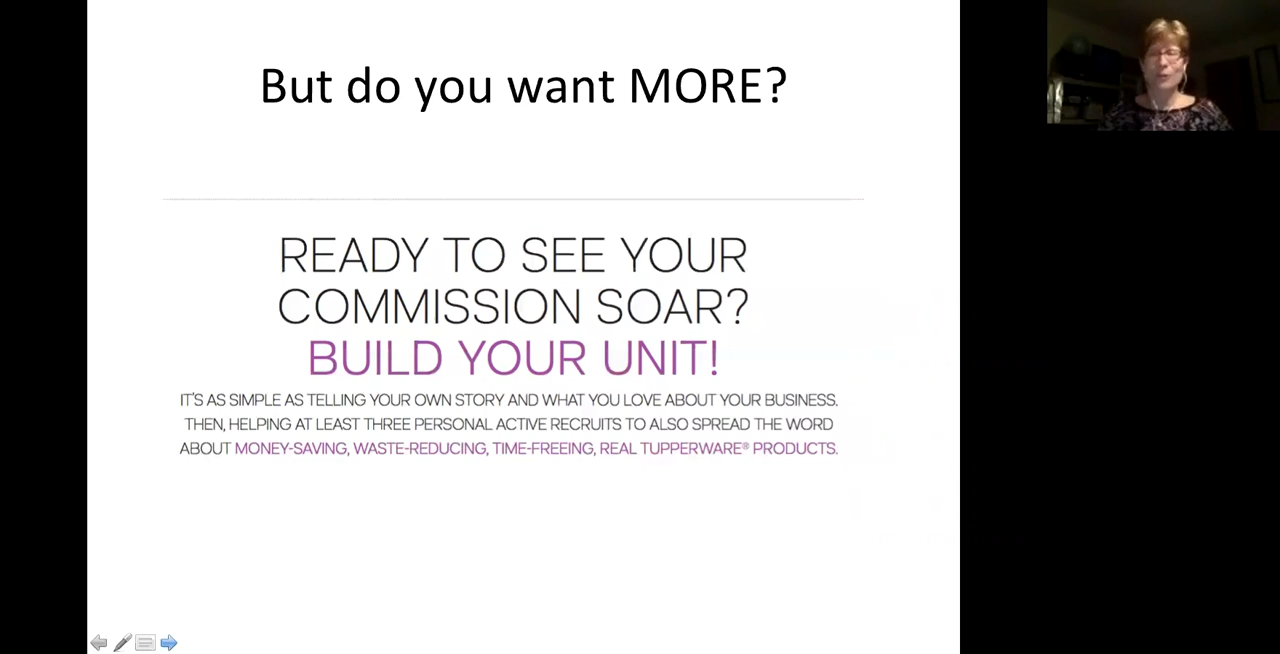 But do you want MORE?
READY TO SEE YOUR
COMMISSION SOAR?
BUILD YOUR UNIT!
IT'S AS SIMPLE AS TELLING YOUR OWN STORY AND WHAT YOU LOVE ABOUT YOUR BUSINESS.
THEN, HELPING AT LEAST THREE PERSONAL ACTIVE RECRUITS TO ALSO SPREAD THE WORD
ABOUT MONEY-SAVING, WASTE-REDUCING, TIME-FREEING, REAL TUPPERWARE® PRODUCTS.